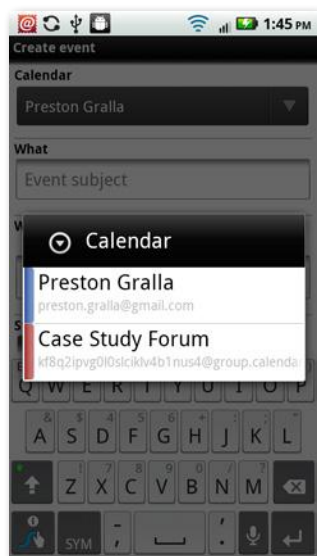 1:45 PM
Create event
Calendar
Preston Gralla
What
Event subject
W
Calendar
Preston Gralla
preston.gralla@gmail.com
Case Study Forum
S
E
Q W E R T Y U I O P
A S D F G H J K L
Z X C V B N M
SYM